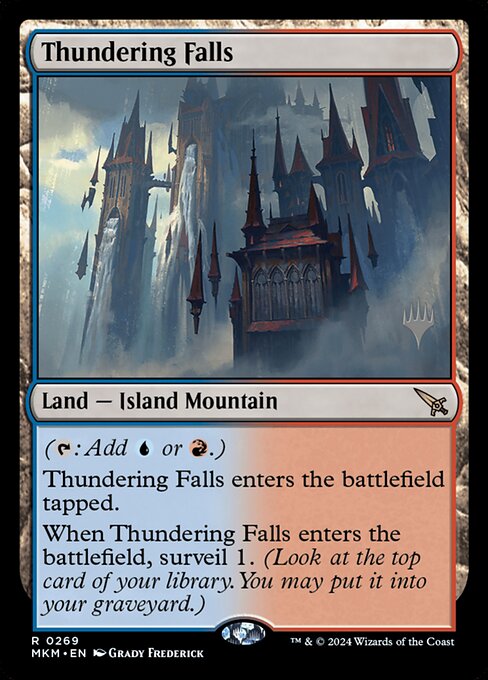 Thundering Falls
Land — Island Mountain
(: Add  or .)
Thundering Falls enters the battlefield
tapped.
When Thundering Falls enters the
battlefield, surveil 1. (Look at the top
card of your library. You may put it into
your graveyard.)
R 0269
MKM • EN Grady Frederick
™ & © 2024 Wizards of the Coast